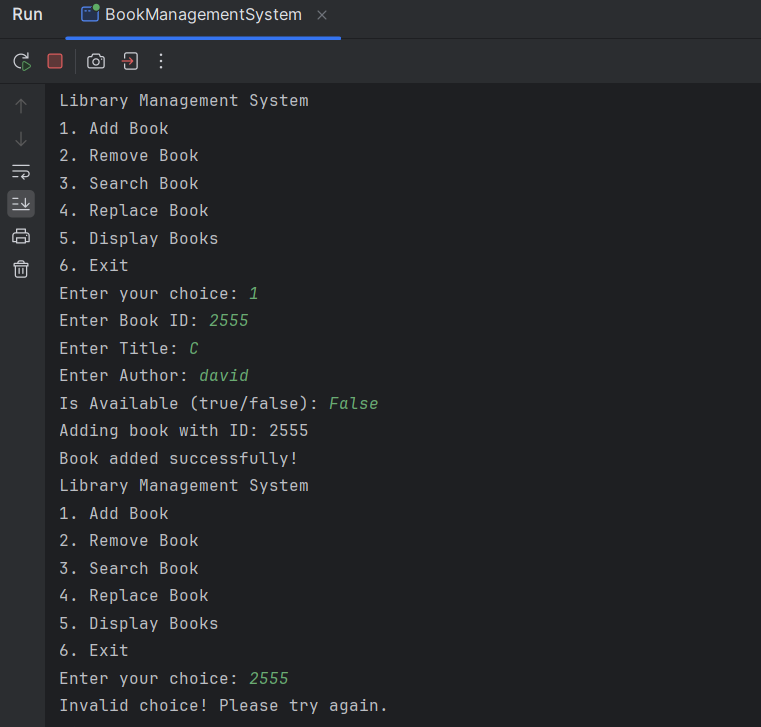 Run BookManagementSystem
Library Management System
1. Add Book
2. Remove Book
3. Search Book
4. Replace Book
5. Display Books
6. Exit
Enter your choice: 1
Enter Book ID: 2555
Enter Title: C
Enter Author: david
Is Available (true/false): False
Adding book with ID: 2555
Book added successfully!
Library Management System
1. Add Book
2. Remove Book
3. Search Book
4. Replace Book
5. Display Books
6. Exit
Enter your choice: 2555
Invalid choice! Please try again.